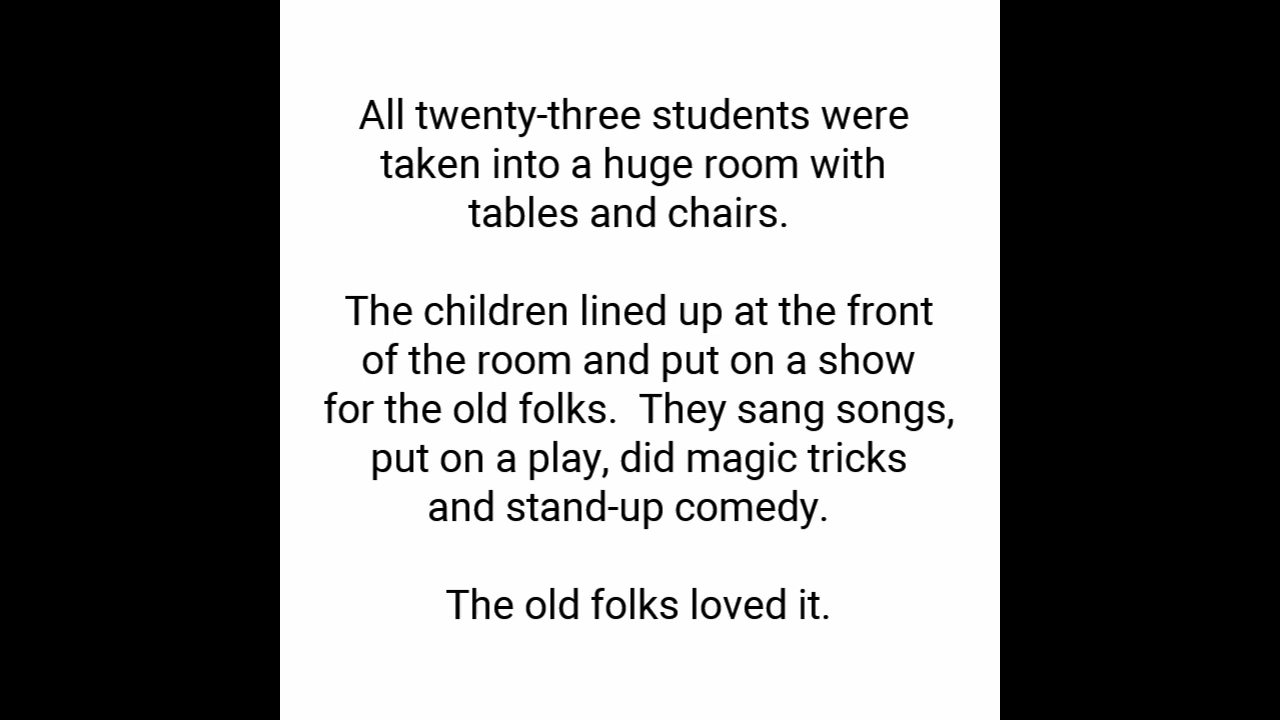 All twenty-three students were
taken into a huge room with
tables and chairs.
The children lined up at the front
of the room and put on a show
for the old folks.  They sang songs,
put on a play, did magic tricks
and stand-up comedy.
The old folks loved it.